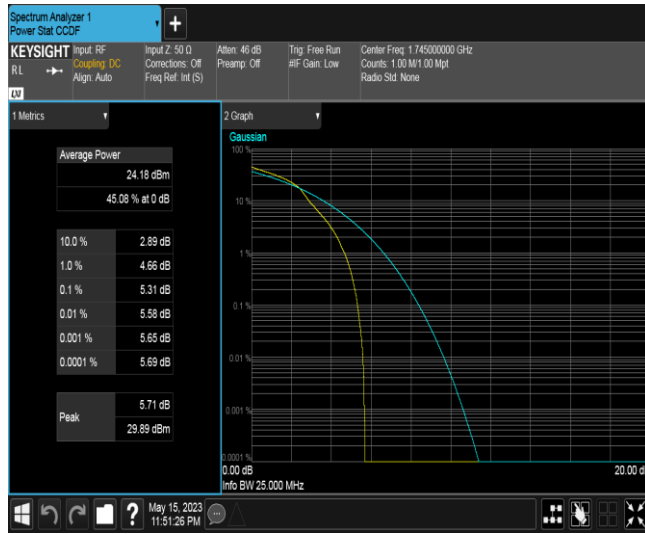 Spectrum Analyzer 1
Power Stat CCDF
+
KEYSIGHT
Input: RF
Input Z: 50 Ω
Atten: 46 dB
Trig: Free Run
Center Freq: 1.745000000 GHz
RL
Coupling: DC
Corrections: Off
Preamp: Off
#IF Gain: Low
Counts: 1.00 M/1.00 Mpt
Align: Auto
Freq Ref: Int (S)
Radio Std: None
LXI
1 Metrics
2 Graph
Average Power
24.18 dBm
45.08 % at 0 dB
10.0 % 2.89 dB
1.0 % 4.66 dB
0.1 % 5.31 dB
0.01 % 5.58 dB
0.001 % 5.65 dB
0.0001 % 5.69 dB
Peak
5.71 dB
29.89 dBm
Gaussian
100 %
10 %
1 %
0.1 %
0.01 %
0.001 %
0.0001 %
0.00 dB
20.00 d
Info BW 25.000 MHz
?
May 15, 2023
11:51:26 PM